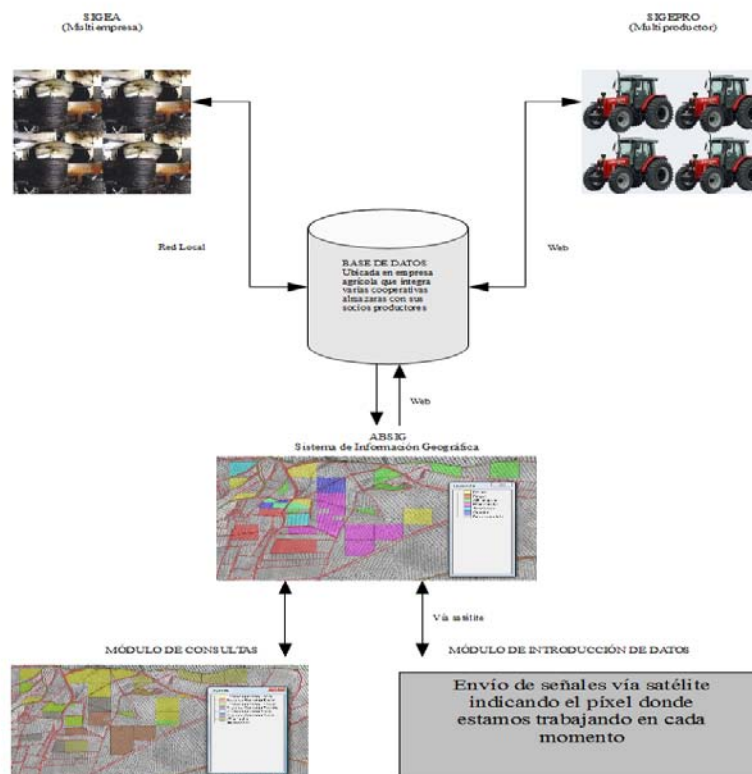 SIGEA
(Multi empresa)
SIGEPRO
(Multi productor)
Red Local
Web
BASE DE DATOS
Ubicada en empresa
agrícola que integra
varias cooperativas
almazaras con sus
socios productores
Web
ABSIG
Sistema de Información Geográfica
Vía satélite
MÓDULO DE CONSULTAS
MÓDULO DE INTRODUCCIÓN DE DATOS
Envío de señales vía satélite
indicando el píxel donde
estamos trabajando en cada
momento